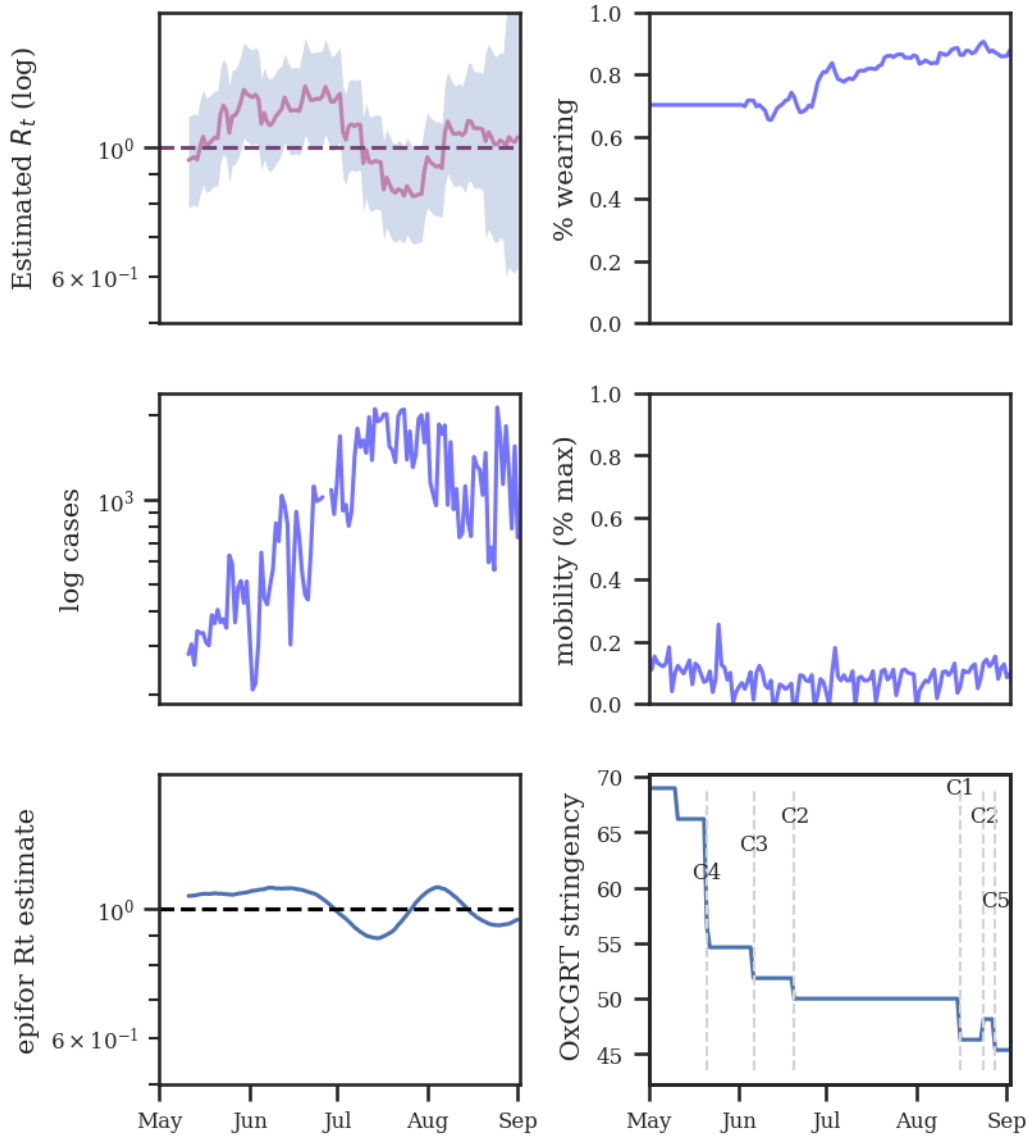 Estimated R_t (log)
10^0
6 × 10^-1
% wearing
1.0
0.8
0.6
0.4
0.2
0.0
log cases
10^3
mobility (% max)
1.0
0.8
0.6
0.4
0.2
0.0
epifor Rt estimate
10^0
6 × 10^-1
May Jun Jul Aug Sep
OxCGRT stringency
70
65
60
55
50
45
C4
C3
C2
C1
C2
C5
May Jun Jul Aug Sep